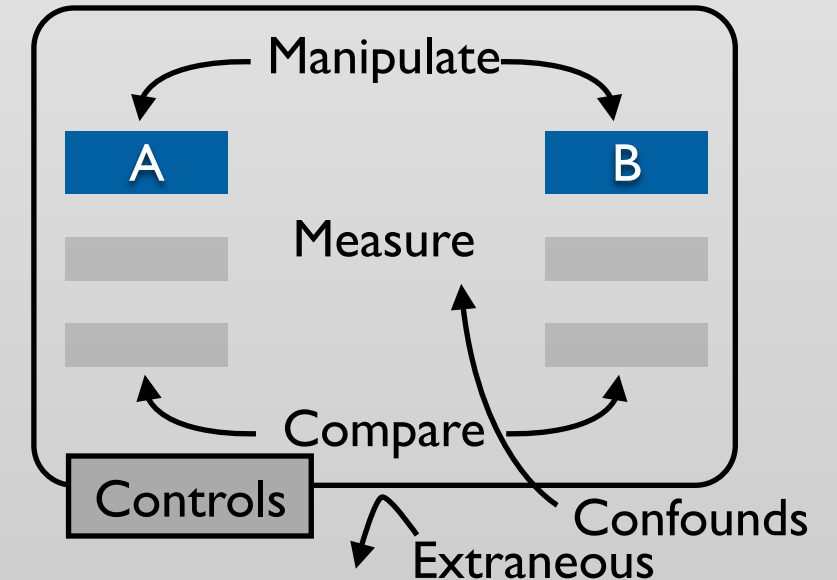 Manipulate
A
B
Measure
Compare
Controls
Confounds
Extraneous